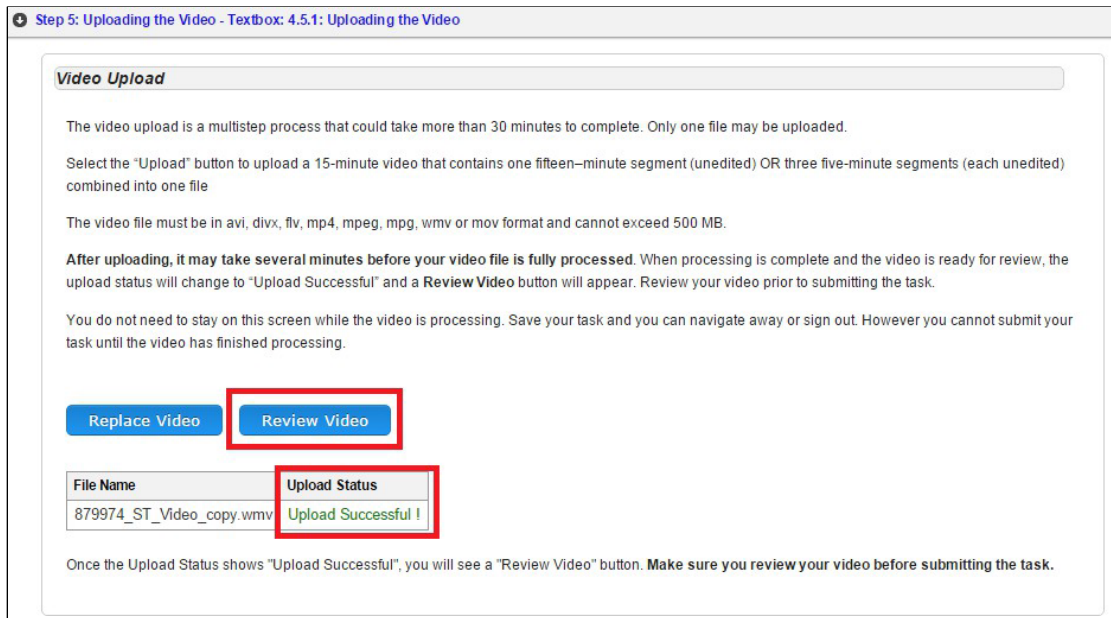 Step 5: Uploading the Video - Textbox: 4.5.1: Uploading the Video
Video Upload
The video upload is a multistep process that could take more than 30 minutes to complete. Only one file may be uploaded.
Select the “Upload” button to upload a 15-minute video that contains one fifteen–minute segment (unedited) OR three five-minute segments (each unedited)
combined into one file
The video file must be in avi, divx, flv, mp4, mpeg, mpg, wmv or mov format and cannot exceed 500 MB.
After uploading, it may take several minutes before your video file is fully processed. When processing is complete and the video is ready for review, the
upload status will change to “Upload Successful” and a Review Video button will appear. Review your video prior to submitting the task.
You do not need to stay on this screen while the video is processing. Save your task and you can navigate away or sign out. However you cannot submit your
task until the video has finished processing.
Replace Video Review Video
File Name Upload Status
879974_ST_Video_copy.wmv Upload Successful !
Once the Upload Status shows "Upload Successful", you will see a "Review Video" button. Make sure you review your video before submitting the task.